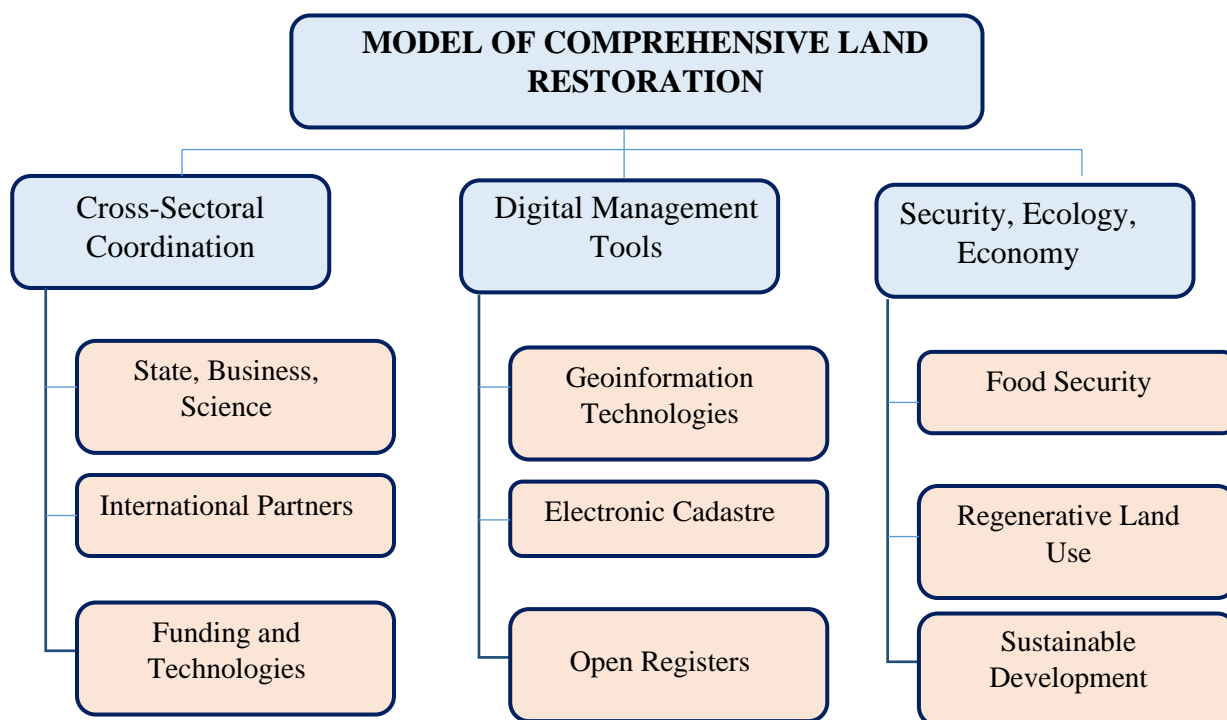 MODEL OF COMPREHENSIVE LAND
RESTORATION
Cross-Sectoral
Coordination
State, Business,
Science
International Partners
Funding and
Technologies
Digital Management
Tools
Geoinformation
Technologies
Electronic Cadastre
Open Registers
Security, Ecology,
Economy
Food Security
Regenerative Land
Use
Sustainable
Development